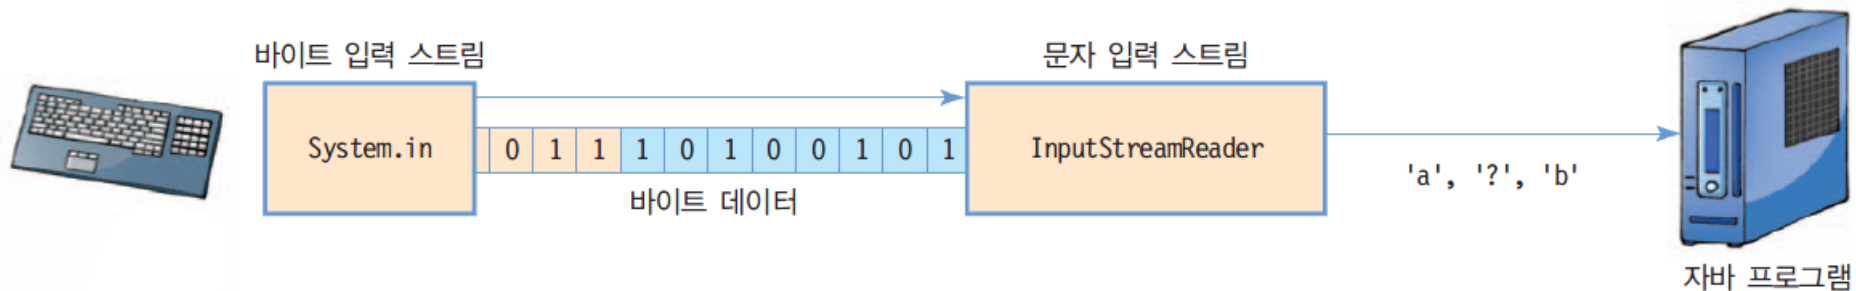 바이트 입력 스트림
문자 입력 스트림
System.in
0 1 1 1 0 1 0 0 1 0 1
InputStreamReader
바이트 데이터
'a', '?', 'b'
자바 프로그램